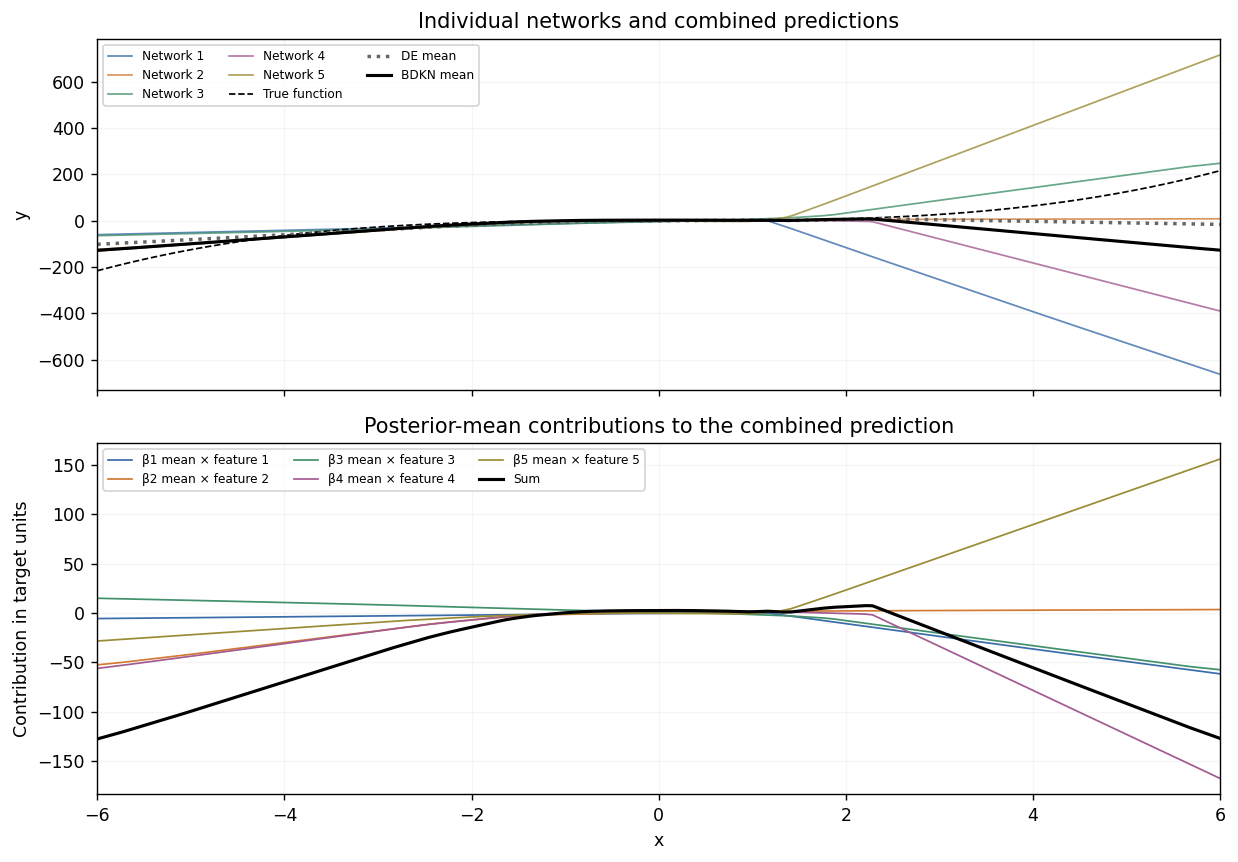 Individual networks and combined predictions
Network 1
Network 2
Network 3
Network 4
Network 5
True function
DE mean
BDKN mean
y
600
400
200
0
−200
−400
−600
Posterior-mean contributions to the combined prediction
β1 mean × feature 1
β2 mean × feature 2
β3 mean × feature 3
β4 mean × feature 4
β5 mean × feature 5
Sum
Contribution in target units
150
100
50
0
−50
−100
−150
−6
−4
−2
0
2
4
6
x